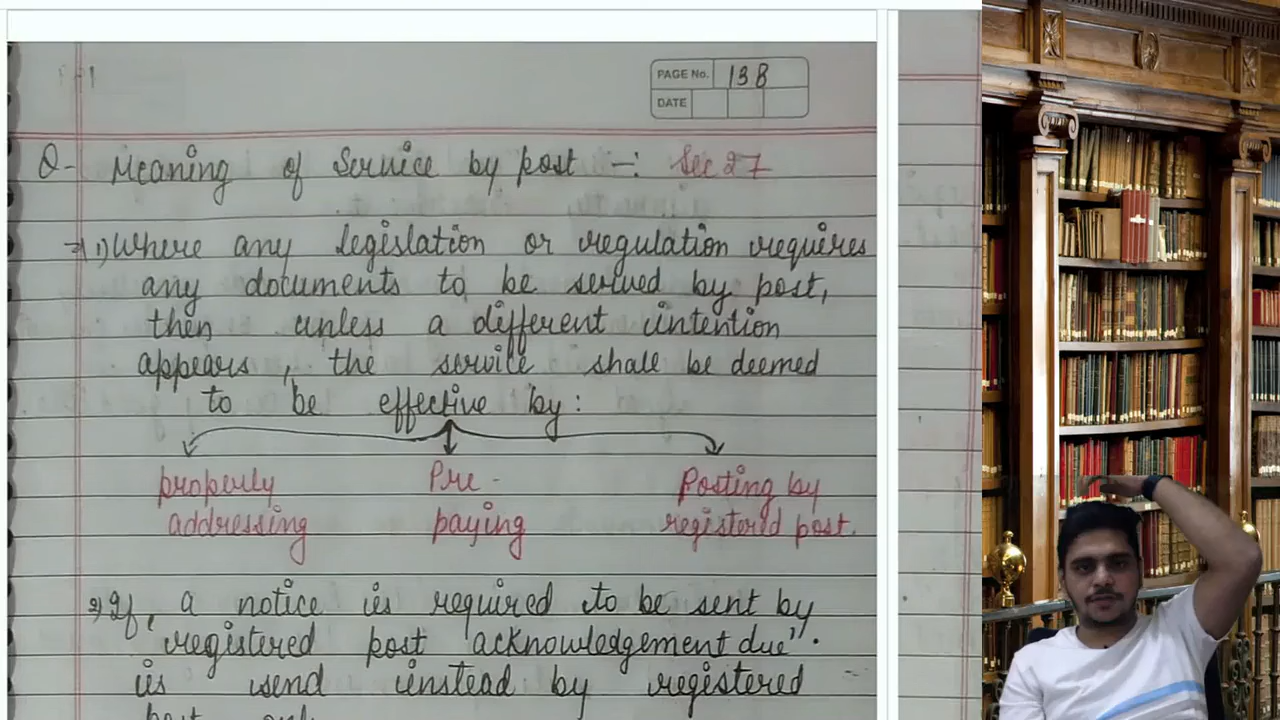 PAGE No. 138
DATE
Q- Meaning of Service by post -: Sec 27
1) Where any legislation or regulation requires
any documents to be served by post,
then unless a different intention
appears, the service shall be deemed
to be effective by:
properly addressing
Pre-paying
Posting by registered post.
2) If, a notice is required to be sent by
"registered post acknowledgement due".
is send instead by registered